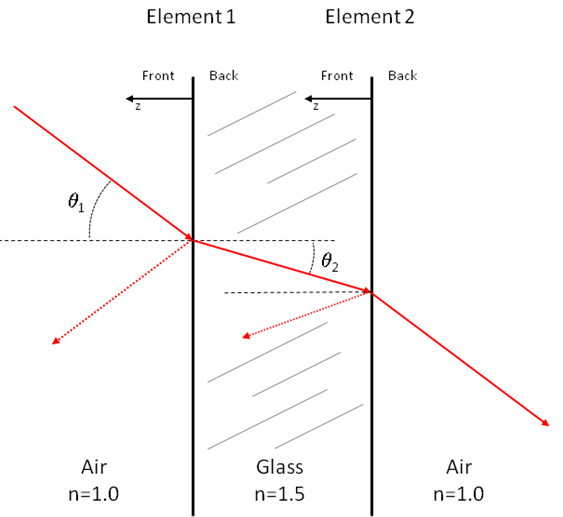 Element 1 Element 2
Front Back Front Back
z z
θ1
θ2
Air Glass Air
n=1.0 n=1.5 n=1.0